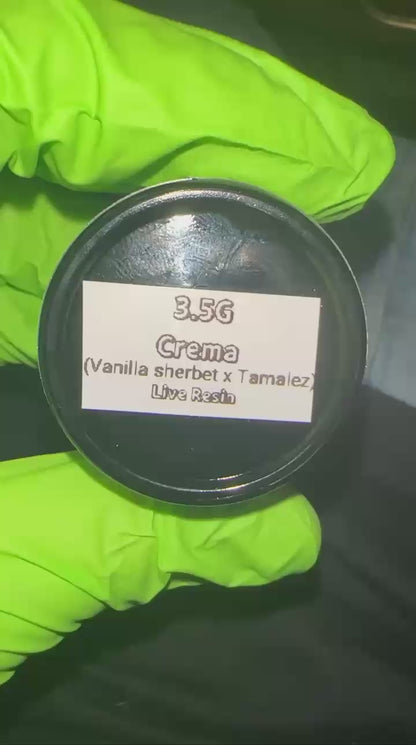 3.5G
Crema
(Vanilla sherbet x Tamalez)
Live Resin